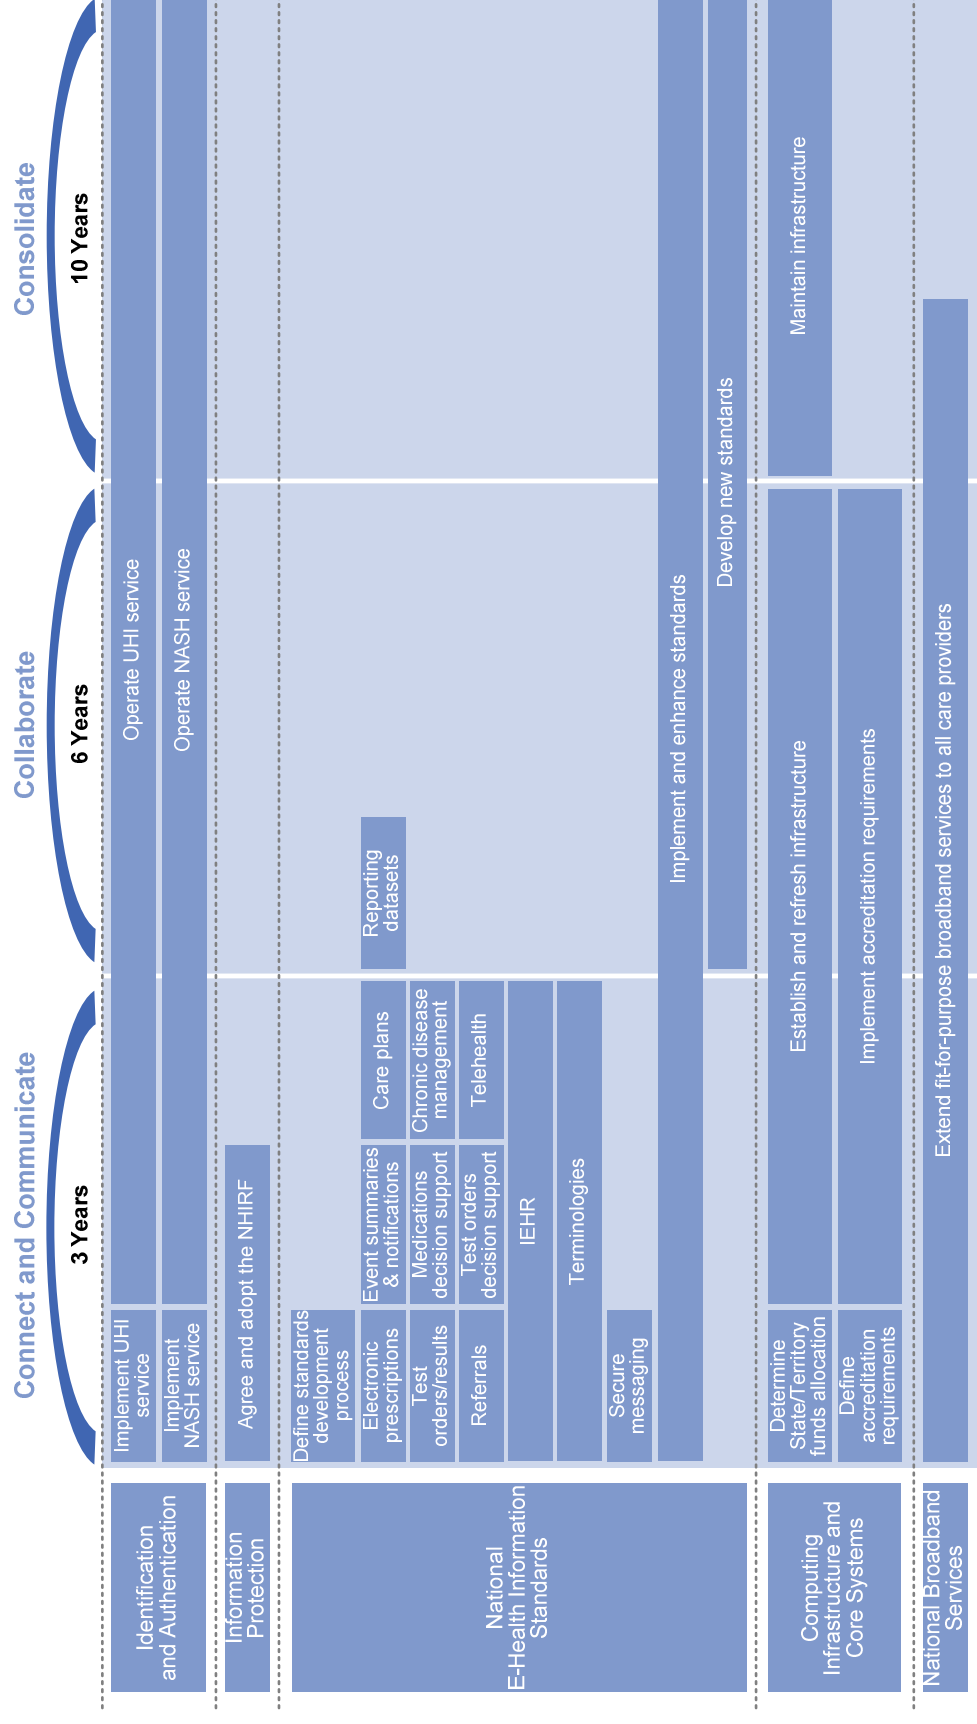 Connect and Communicate
Collaborate
Consolidate
3 Years
6 Years
10 Years
Identification
and Authentication
Implement UHI
service
Operate UHI service
Implement
NASH service
Operate NASH service
Information
Protection
Agree and adopt the NHIRF
National
E-Health Information
Standards
Define standards
development
process
Electronic
prescriptions
Event summaries
& notifications
Care plans
Reporting
datasets
Test
orders/results
Medications
decision support
Chronic disease
management
Referrals
Test orders
decision support
Telehealth
IEHR
Terminologies
Secure
messaging
Implement and enhance standards
Develop new standards
Computing
Infrastructure and
Core Systems
Determine
State/Territory
funds allocation
Establish and refresh infrastructure
Maintain infrastructure
Define
accreditation
requirements
Implement accreditation requirements
National Broadband
Services
Extend fit-for-purpose broadband services to all care providers